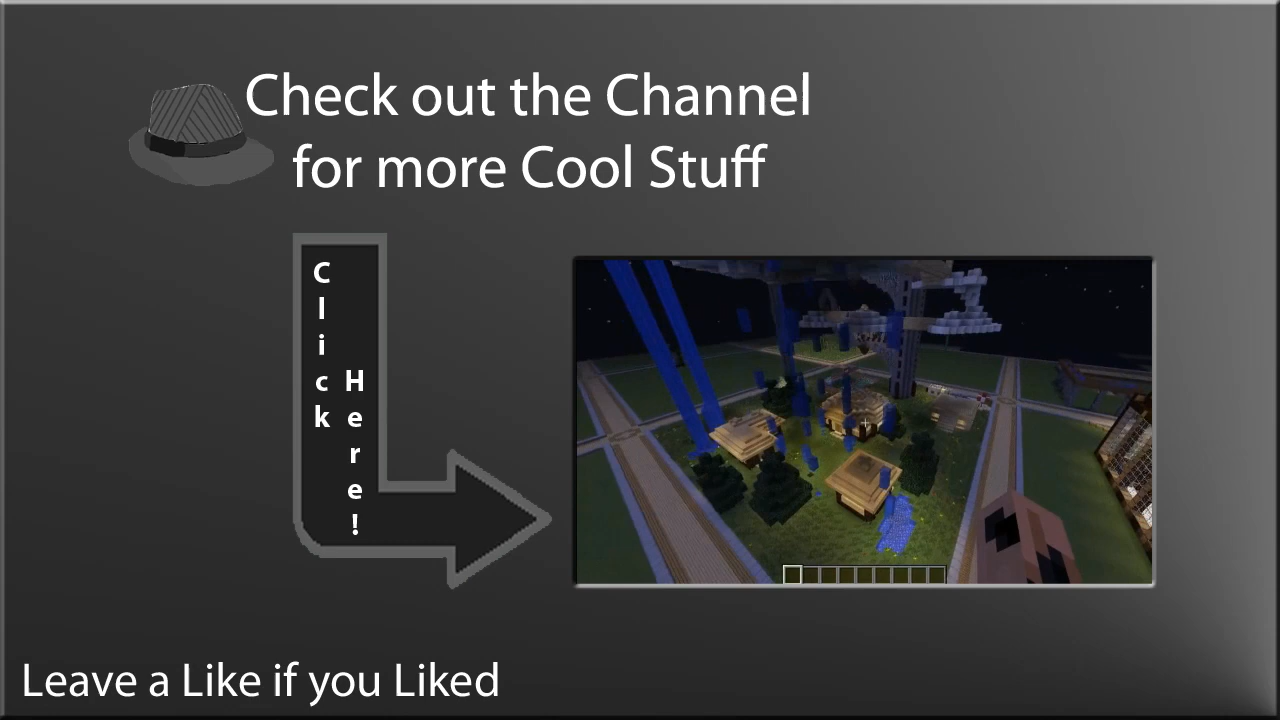 Check out the Channel
for more Cool Stuff
Click
Here!
Leave a Like if you Liked